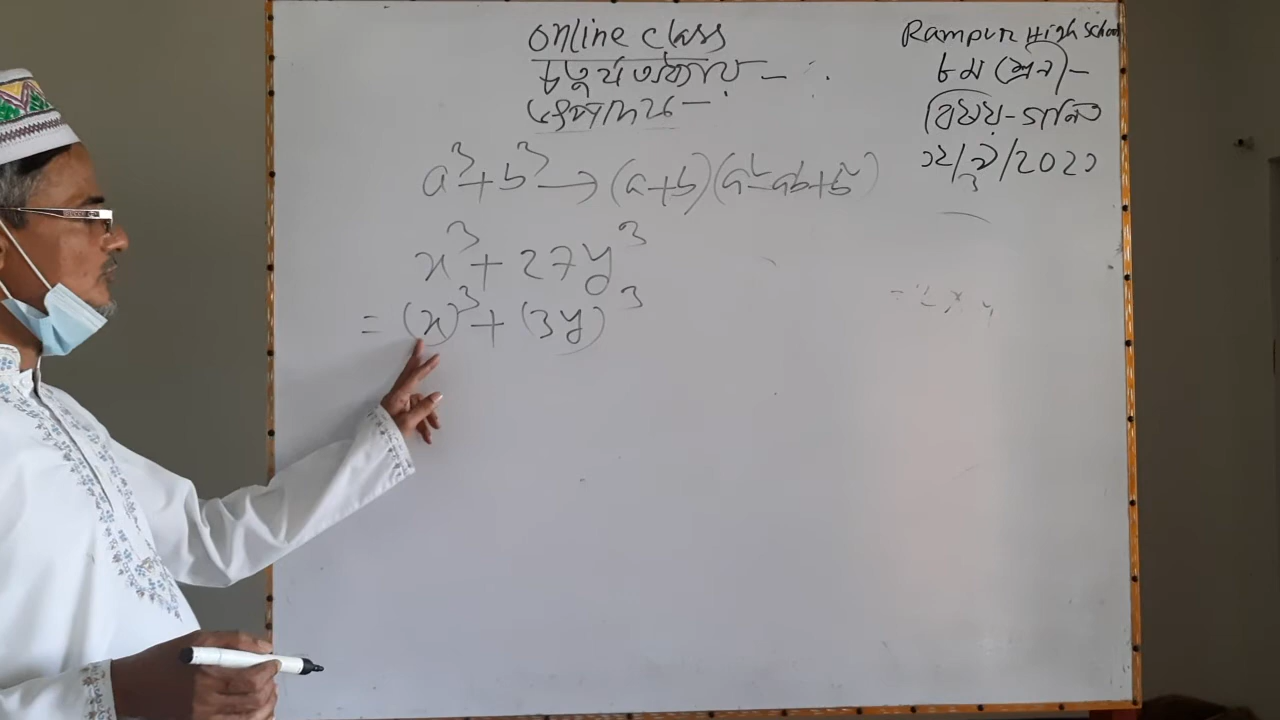 Online class
চতুর্থ অধ্যায় -
উৎপাদক -
Rampur High School
৮ম শ্রেনি -
বিষয় - গনিত
a³+b³ → (a+b)(a²-ab+b²)
x³ + 27y³
= (x)³ + (3y)³